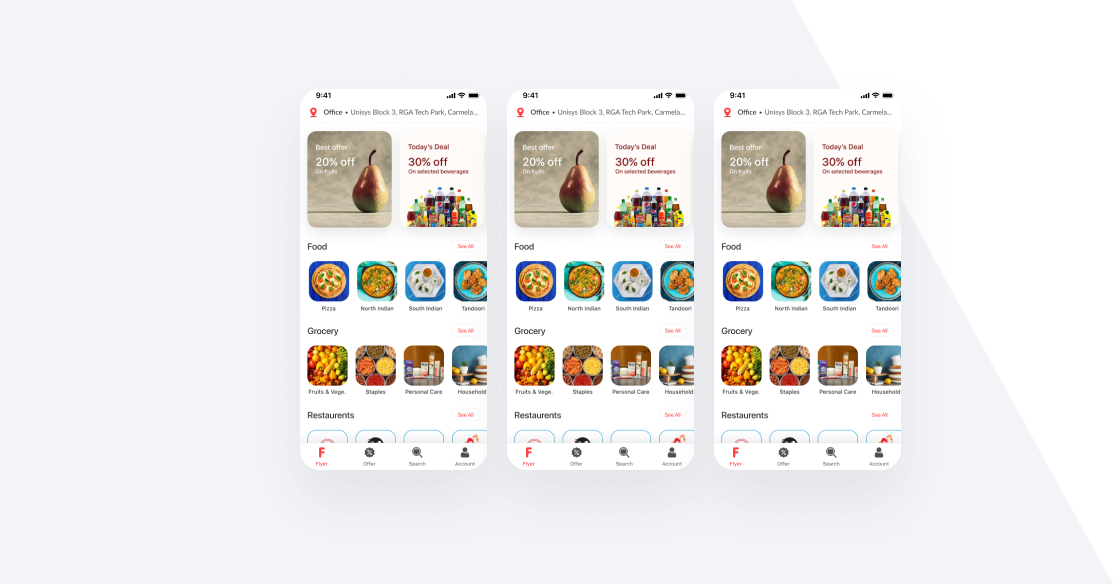 9:41
Office • Unisys Block 3, RGA Tech Park, Carmela...
Best offer
20% off
On fruits
Today's Deal
30% off
On selected bewerages
Food
See All
Pizza
North Indian
South Indian
Tandoori
Grocery
See All
Fruits & Vege.
Staples
Personal Care
Household
Restaurents
See All
Flyer
Offer
Search
Account
9:41
Office • Unisys Block 3, RGA Tech Park, Carmela...
Best offer
20% off
On fruits
Today's Deal
30% off
On selected bewerages
Food
See All
Pizza
North Indian
South Indian
Tandoori
Grocery
See All
Fruits & Vege.
Staples
Personal Care
Household
Restaurents
See All
Flyer
Offer
Search
Account
9:41
Office • Unisys Block 3, RGA Tech Park, Carmela...
Best offer
20% off
On fruits
Today's Deal
30% off
On selected bewerages
Food
See All
Pizza
North Indian
South Indian
Tandoori
Grocery
See All
Fruits & Vege.
Staples
Personal Care
Household
Restaurents
See All
Flyer
Offer
Search
Account